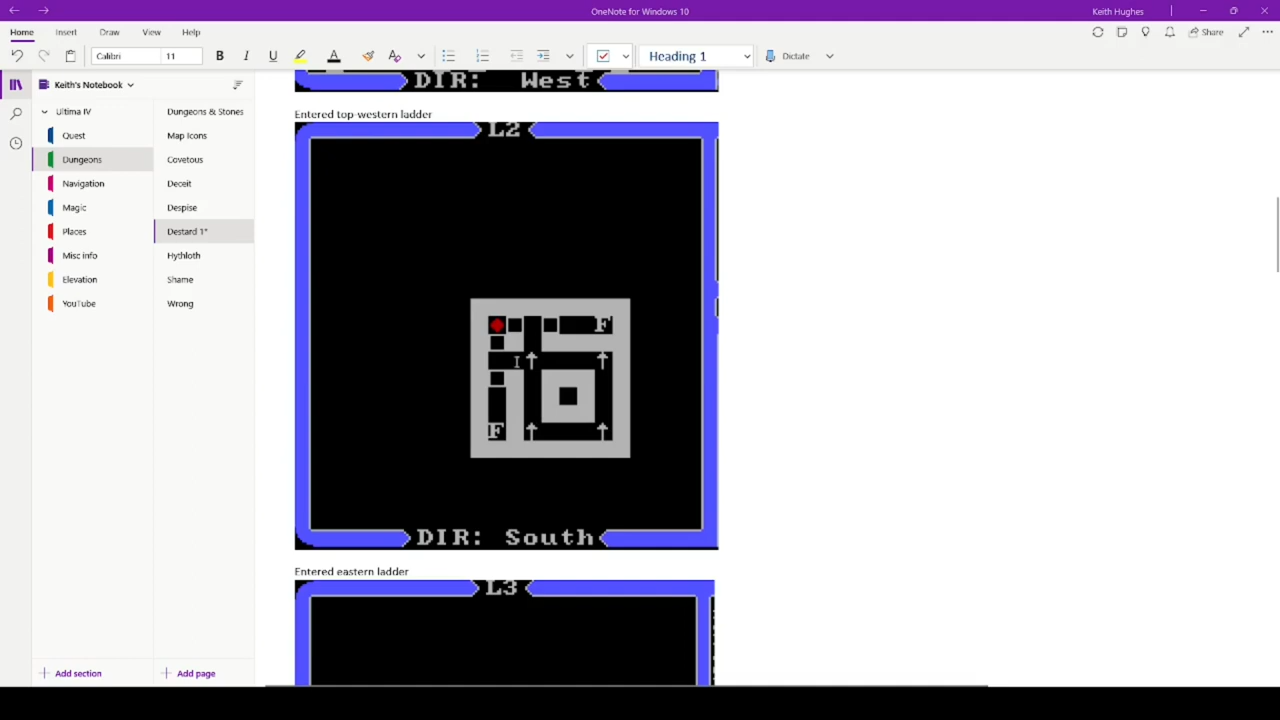 OneNote for Windows 10
Keith Hughes
Home Insert Draw View Help
Share
Calibri 11 B I U A Heading 1 Dictate
Keith's Notebook
Ultima IV
Quest
Dungeons
Navigation
Magic
Places
Misc info
Elevation
YouTube
Add section
Dungeons & Stones
Map Icons
Covetous
Deceit
Despise
Destard 1*
Hythloth
Shame
Wrong
Add page
DIR: West
Entered top-western ladder
L2
F
F
DIR: South
Entered eastern ladder
L3